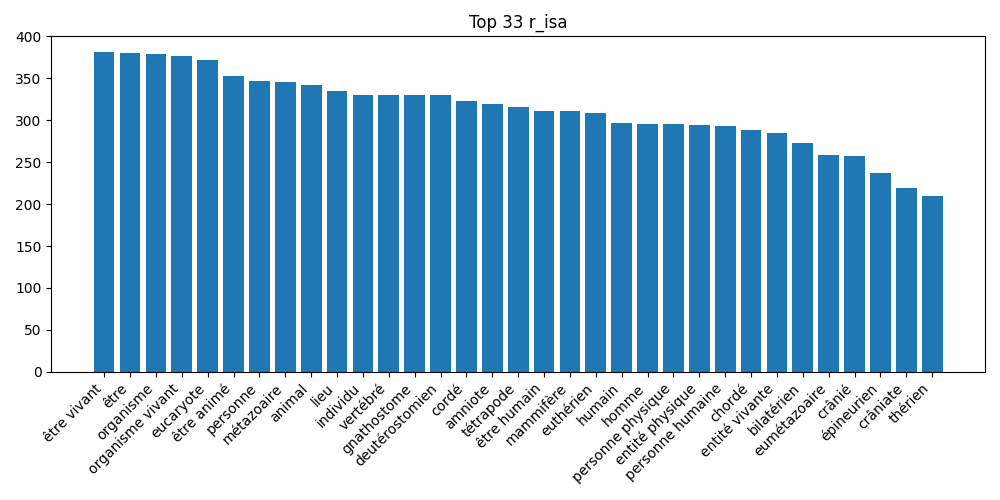 Top 33 r_isa
400
350
300
250
200
150
100
50
0
être vivant
être
organisme
organisme vivant
eucaryote
être animé
personne
métazoaire
animal
lieu
individu
vertébré
gnathostome
deutérostomien
cordé
amniote
tétrapode
être humain
mammifère
euthérien
humain
homme
personne physique
entité physique
personne humaine
chordé
entité vivante
bilatérien
eumétazoaire
crânié
épineurien
crâniate
thérien